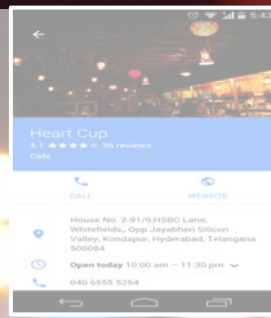 5:43
Heart Cup
4.1 ★★★★☆ 36 reviews
Cafe
CALL
WEBSITE
House No. 2-91/9,HSBC Lane,
Whitefields,, Opp Jayabheri Silicon
Valley, Kondapur, Hyderabad, Telangana
500084
Open today 10:00 am – 11:30 pm
040 6555 5254